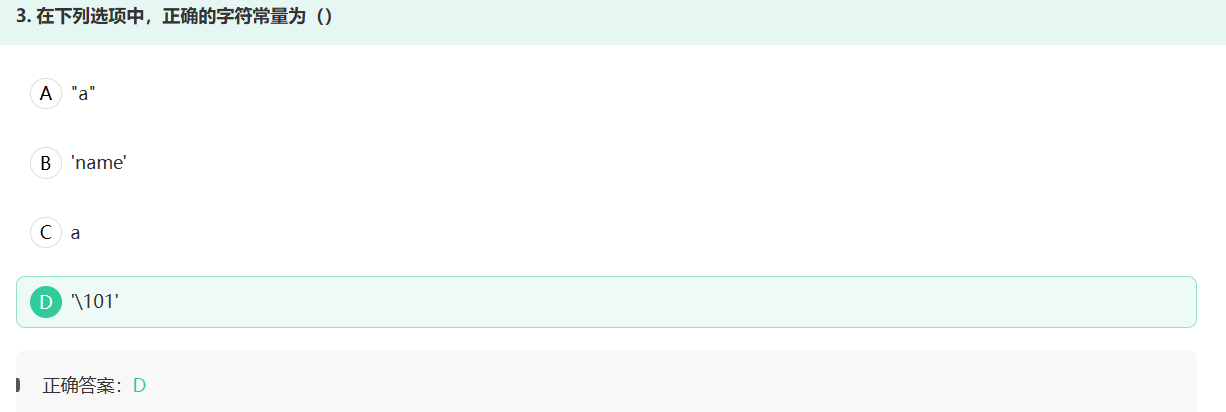 3. 在下列选项中，正确的字符常量为（）
A "a"
B 'name'
C a
D '\101'
正确答案：D